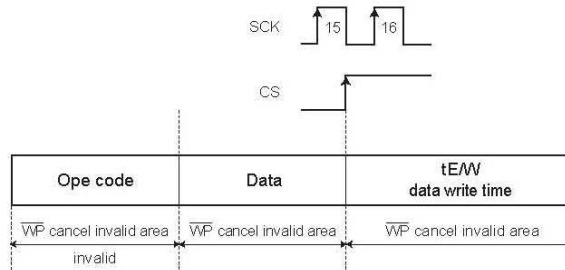 SCK
15
16
CS
Ope code
Data
tE/W
data write time
WP cancel invalid area
WP cancel invalid area
WP cancel invalid area
invalid